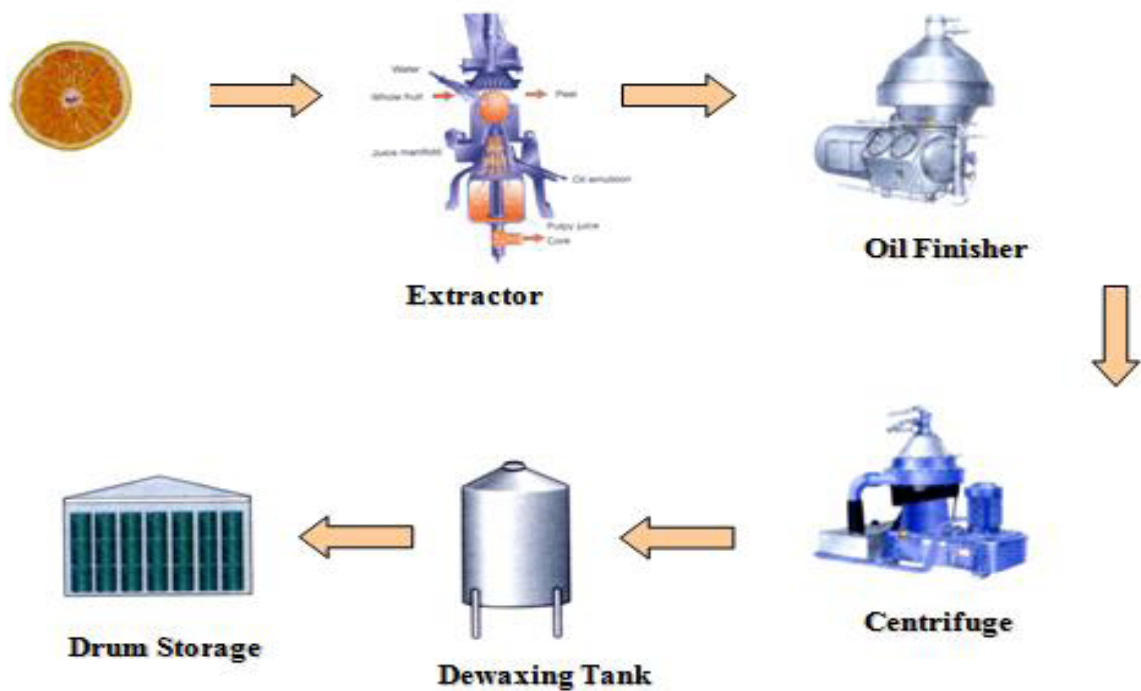 Water
Whole fruit
Peel
Juice manifold
Oil emulsion
Pulpy juice
Core
Extractor
Oil Finisher
Centrifuge
Dewaxing Tank
Drum Storage